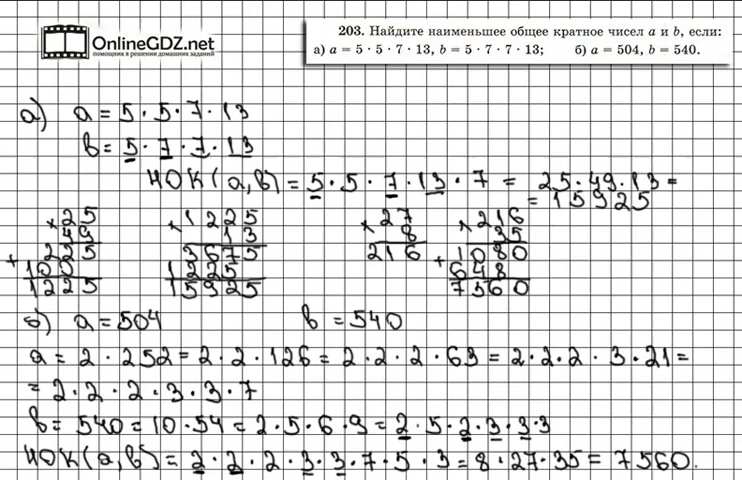 OnlineGDZ.net
помощник в решении домашних заданий
203. Найдите наименьшее общее кратное чисел a и b, если:
а) a = 5 · 5 · 7 · 13, b = 5 · 7 · 7 · 13; б) a = 504, b = 540.
а) a = 5 · 5 · 7 · 13
b = 5 · 7 · 7 · 13
НОК(a,b) = 5 · 5 · 7 · 13 · 7 = 25 · 49 · 13 =
= 15925
× 25
49
+ 225
100
1225
× 1225
13
3675
1225
15925
× 27
8
216
× 216
35
+ 1080
648
7560
б) a = 504 b = 540
a = 2 · 252 = 2 · 2 · 126 = 2 · 2 · 2 · 63 = 2 · 2 · 2 · 3 · 21 =
= 2 · 2 · 2 · 3 · 3 · 7
b = 540 = 10 · 54 = 2 · 5 · 6 · 9 = 2 · 5 · 2 · 3 · 3 · 3
НОК(a,b) = 2 · 2 · 2 · 3 · 3 · 7 · 5 · 3 = 8 · 27 · 35 = 7560.